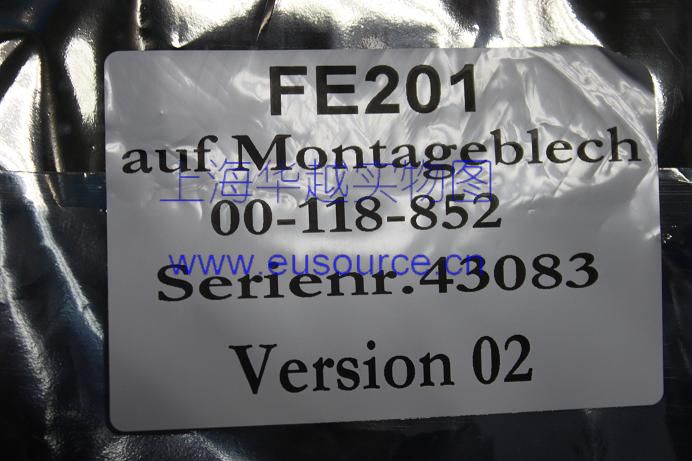 FE201
auf Montageblech
上海华越实物图
00-118-852
www.eusource.cn
Serienr.43083
Version 02